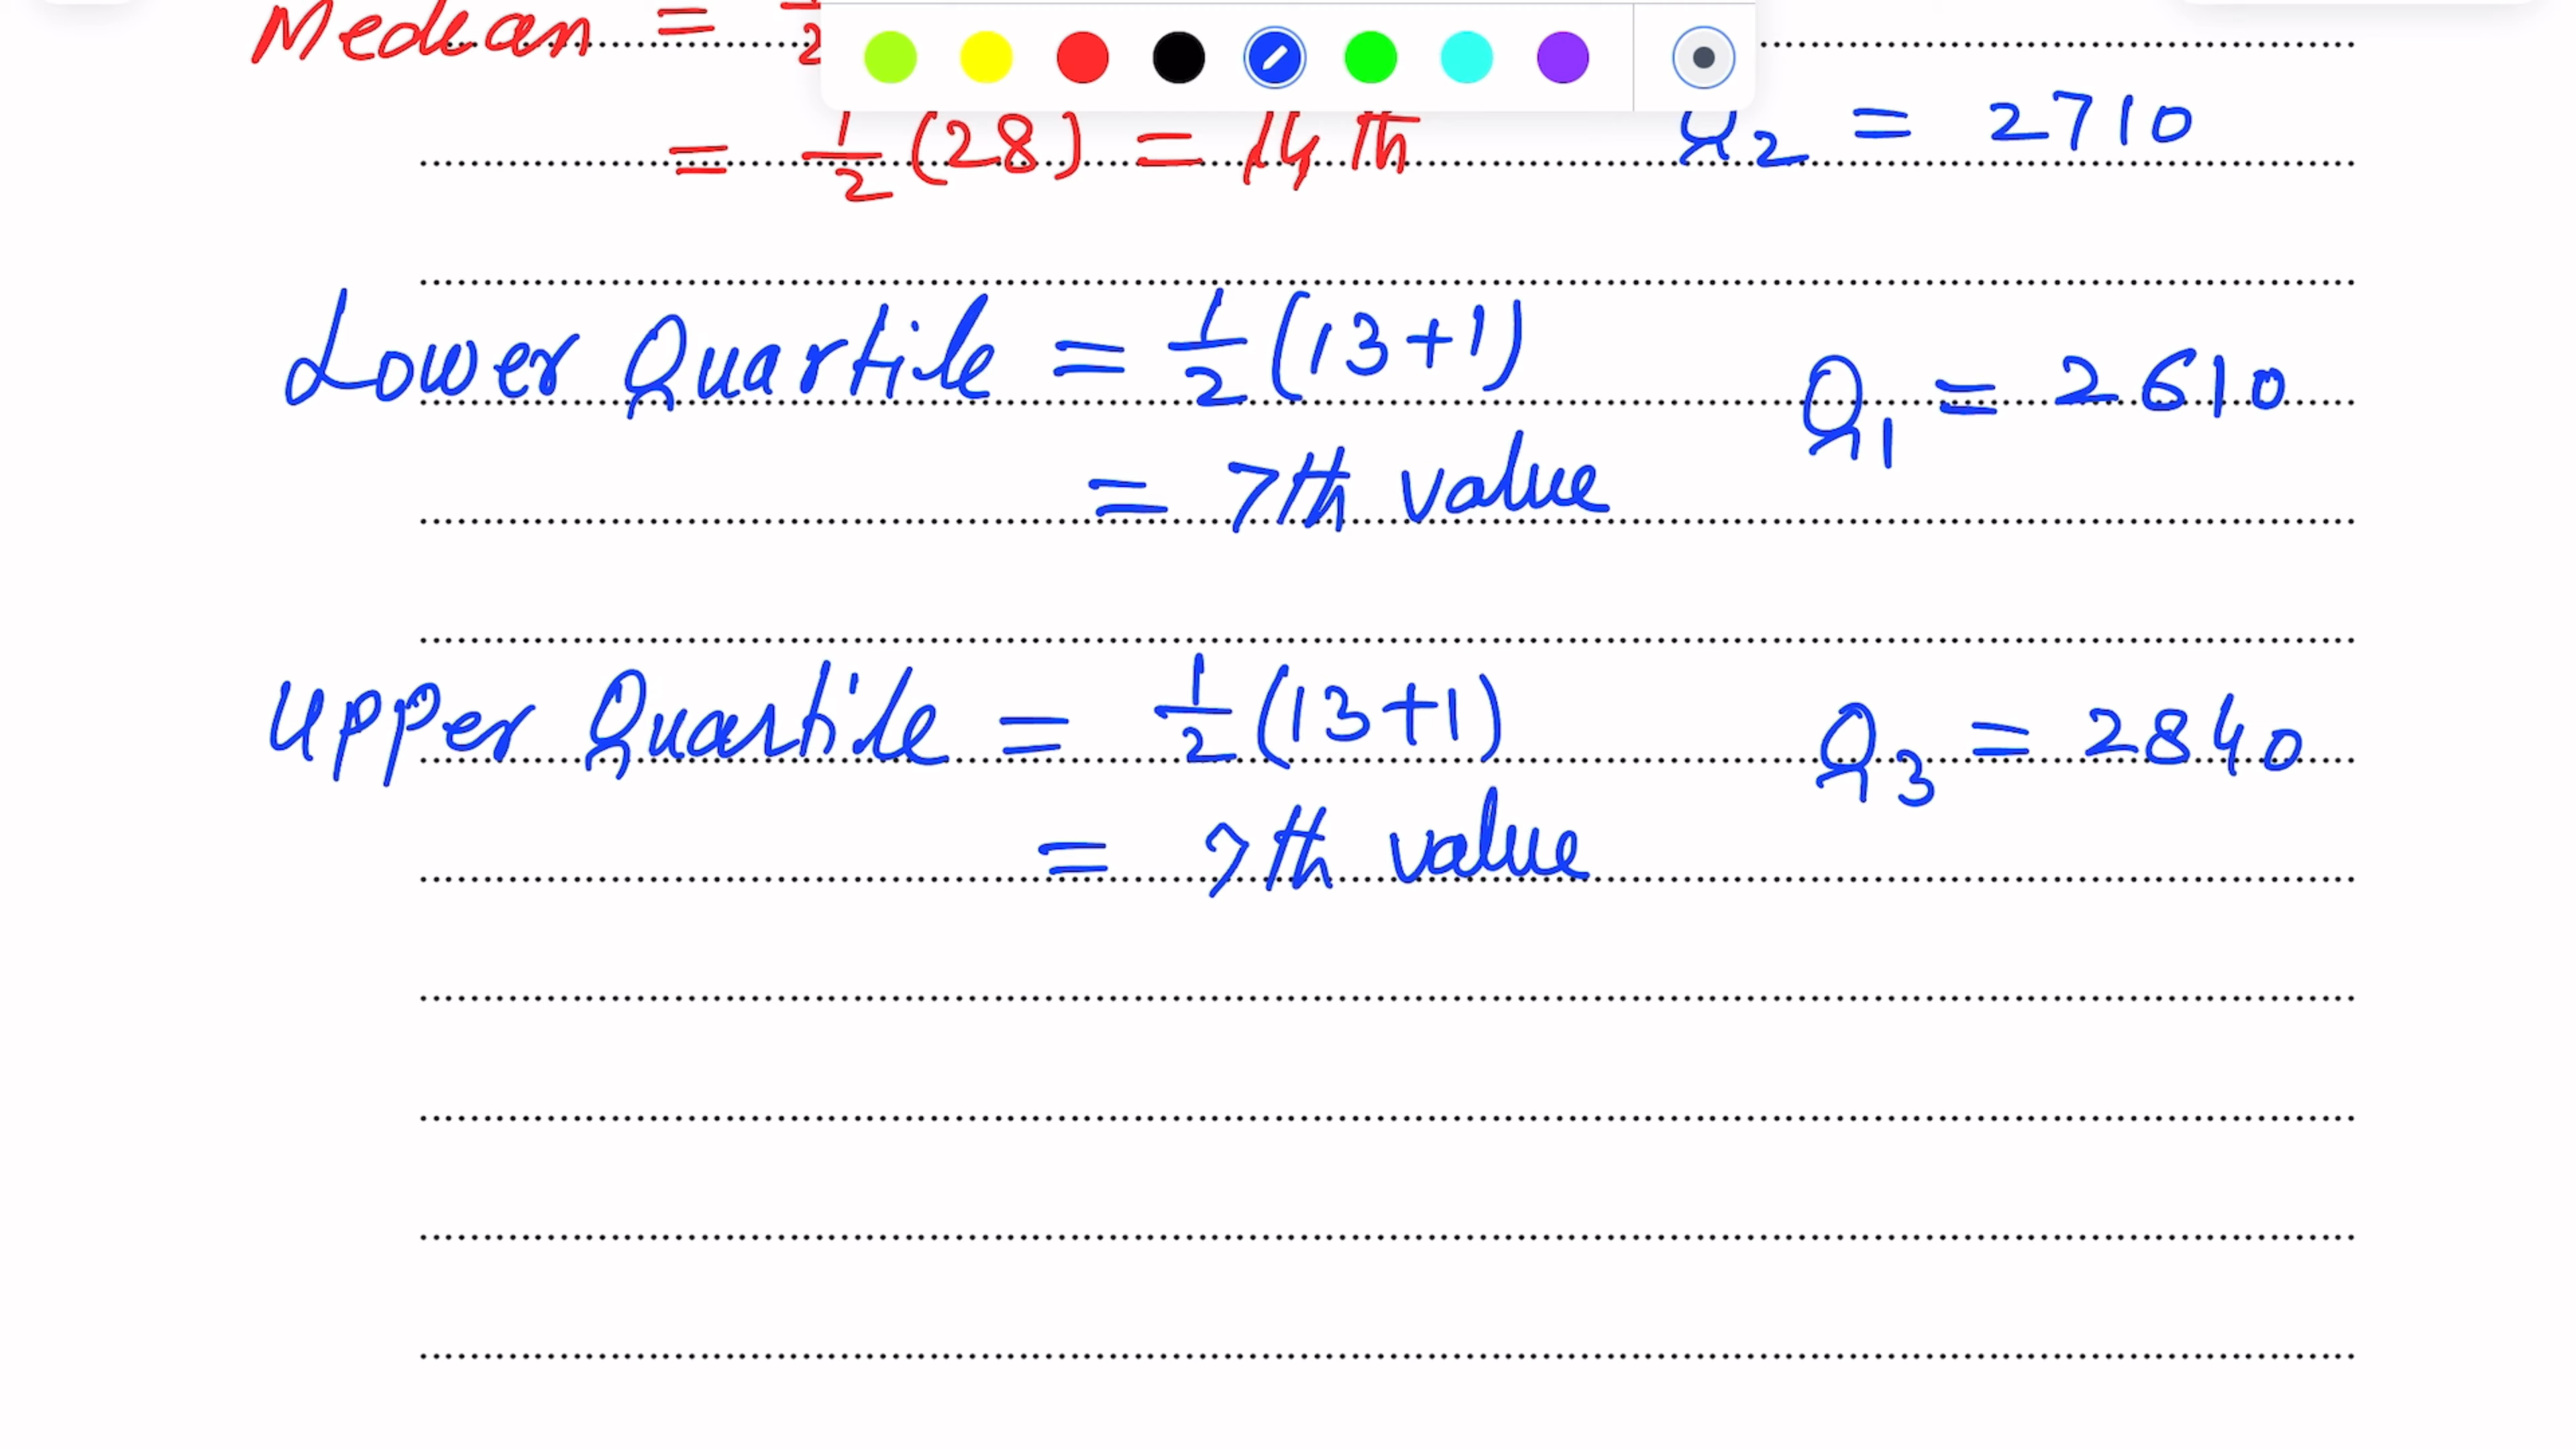 Median =
= 1/2 (28) = 14th Q2 = 2710
Lower Quartile = 1/2 (13+1) Q1 = 2610
= 7th value
Upper Quartile = 1/2 (13+1) Q3 = 2840
= 7th value